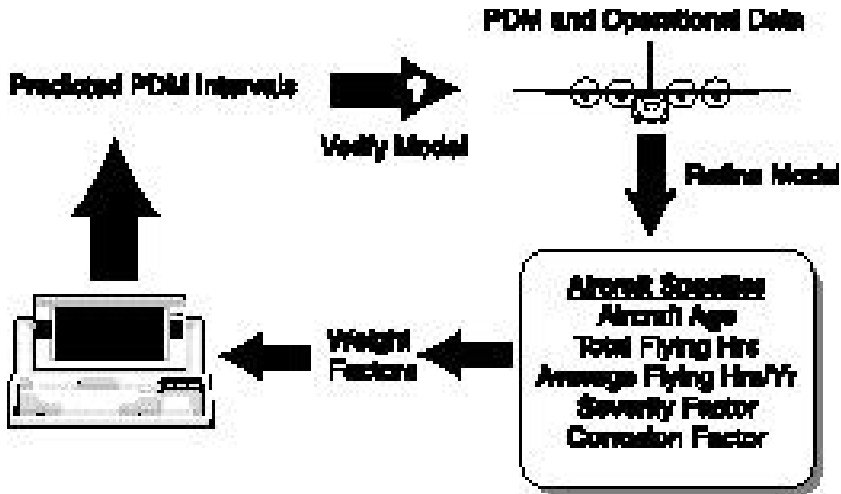 PDM and Operational Data
Predicted PDM Intervals
Verify Model
Refine Model
Aircraft Specifics
Aircraft Age
Total Flying Hrs
Average Flying Hrs/Yr
Severity Factor
Corrosion Factor
Weight
Factors